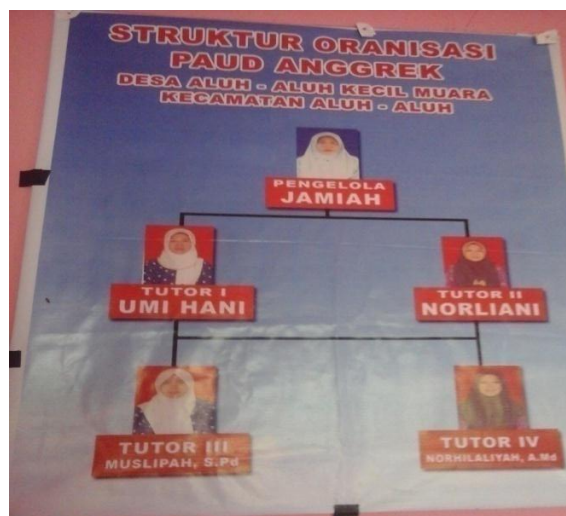 STRUKTUR ORANISASI
PAUD ANGGREK
DESA ALUH - ALUH KECIL MUARA
KECAMATAN ALUH - ALUH
PENGELOLA
JAMIAH
TUTOR I
UMI HANI
TUTOR II
NORLIANI
TUTOR III
MUSLIPAH, S.Pd
TUTOR IV
NORHILALIYAH, A.Md